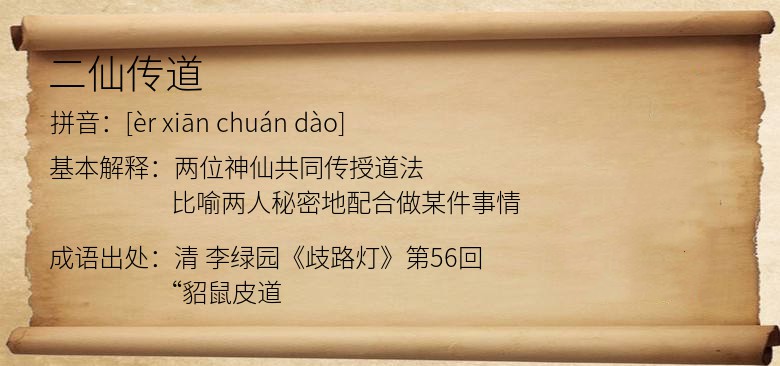 二仙传道
拼音：[èr xiān chuán dào]
基本解释：两位神仙共同传授道法
比喻两人秘密地配合做某件事情
成语出处：清 李绿园《歧路灯》第56回
“貂鼠皮道